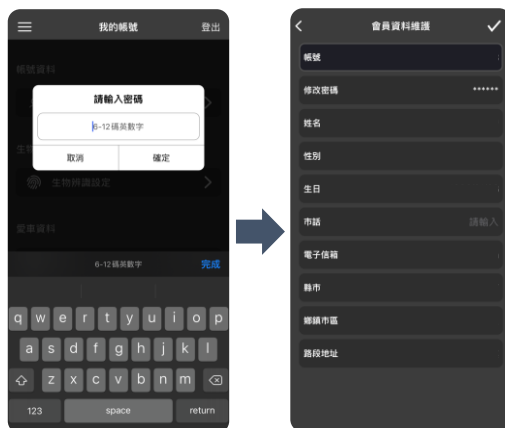 我的帳號
登出
帳號資料
請輸入密碼
6-12碼英數字
取消
確定
生物辨識設定
愛車資料
6-12碼英數字
完成
q w e r t y u i o p
a s d f g h j k l
z x c v b n m
123
space
return
會員資料維護
帳號
修改密碼
******
姓名
性別
生日
市話
請輸入
電子信箱
縣市
鄉鎮市區
路段地址